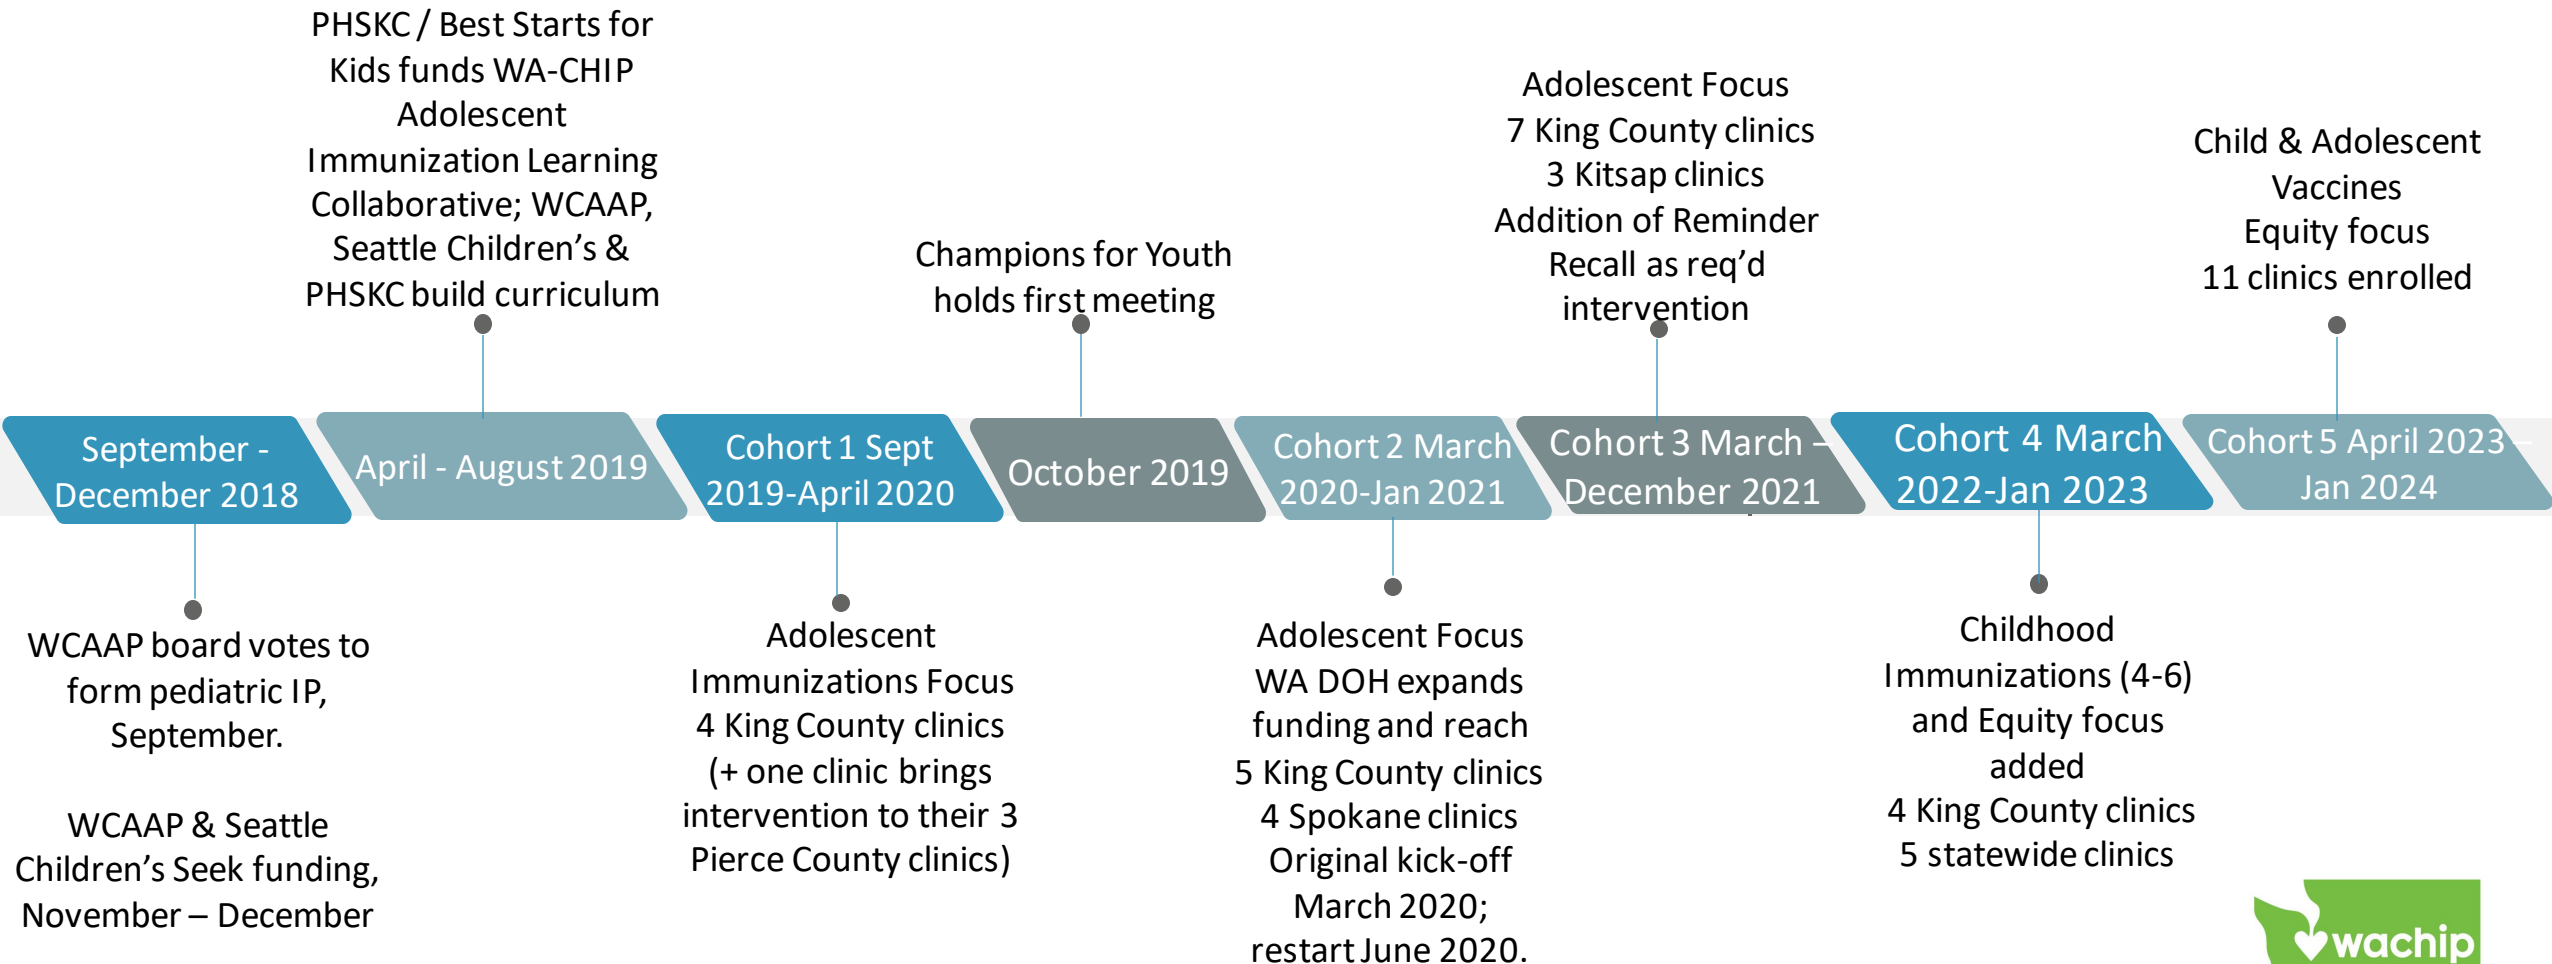 PHSKC / Best Starts for
Kids funds WA-CHIP
Adolescent
Immunization Learning
Collaborative; WCAAP,
Seattle Children’s &
PHSKC build curriculum
Champions for Youth
holds first meeting
Adolescent Focus
7 King County clinics
3 Kitsap clinics
Addition of Reminder
Recall as req’d
intervention
Child & Adolescent
Vaccines
Equity focus
11 clinics enrolled
September -
December 2018
April - August 2019
Cohort 1 Sept
2019-April 2020
October 2019
Cohort 2 March
2020-Jan 2021
Cohort 3 March –
December 2021
Cohort 4 March
2022-Jan 2023
Cohort 5 April 2023 –
Jan 2024
WCAAP board votes to
form pediatric IP,
September.
WCAAP & Seattle
Children’s Seek funding,
November – December
Adolescent
Immunizations Focus
4 King County clinics
(+ one clinic brings
intervention to their 3
Pierce County clinics)
Adolescent Focus
WA DOH expands
funding and reach
5 King County clinics
4 Spokane clinics
Original kick-off
March 2020;
restart June 2020.
Childhood
Immunizations (4-6)
and Equity focus
added
4 King County clinics
5 statewide clinics
wachip